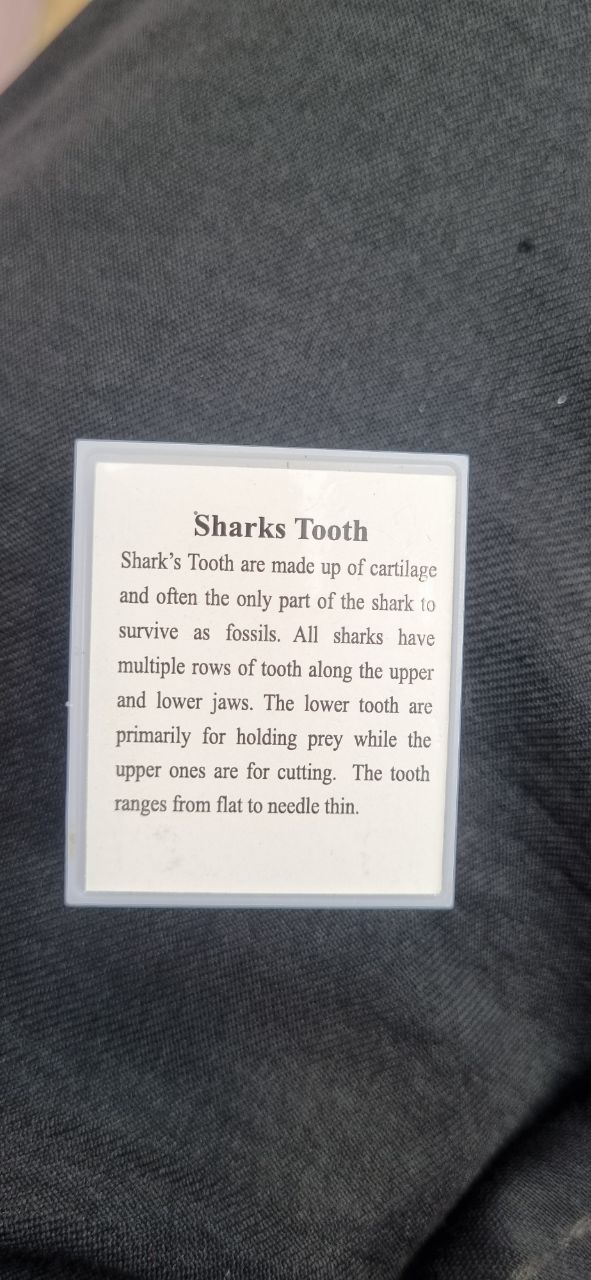 Sharks Tooth
Shark's Tooth are made up of cartilage
and often the only part of the shark to
survive as fossils. All sharks have
multiple rows of tooth along the upper
and lower jaws. The lower tooth are
primarily for holding prey while the
upper ones are for cutting. The tooth
ranges from flat to needle thin.